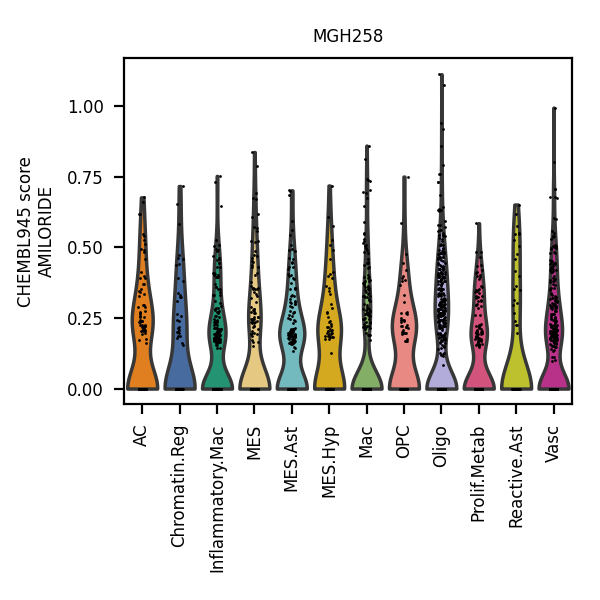 MGH258
CHEMBL945 score
AMILORIDE
1.00
0.75
0.50
0.25
0.00
AC
Chromatin.Reg
Inflammatory.Mac
MES
MES.Ast
MES.Hyp
Mac
OPC
Oligo
Prolif.Metab
Reactive.Ast
Vasc